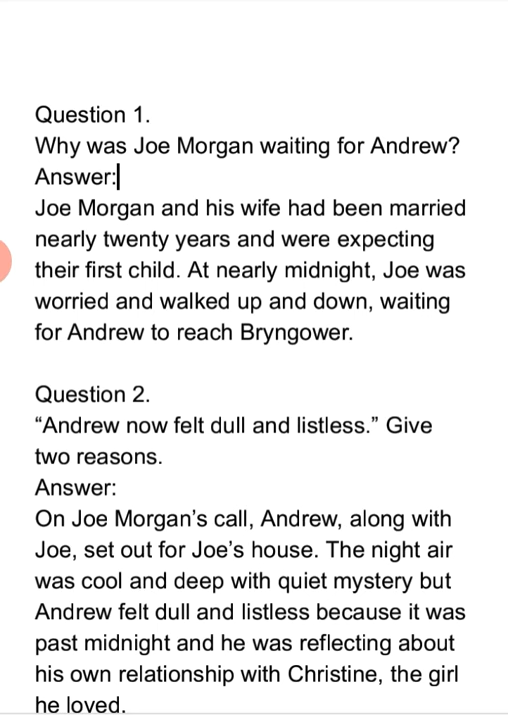 Question 1.
Why was Joe Morgan waiting for Andrew?
Answer:
Joe Morgan and his wife had been married
nearly twenty years and were expecting
their first child. At nearly midnight, Joe was
worried and walked up and down, waiting
for Andrew to reach Bryngower.
Question 2.
“Andrew now felt dull and listless.” Give
two reasons.
Answer:
On Joe Morgan’s call, Andrew, along with
Joe, set out for Joe’s house. The night air
was cool and deep with quiet mystery but
Andrew felt dull and listless because it was
past midnight and he was reflecting about
his own relationship with Christine, the girl
he loved.